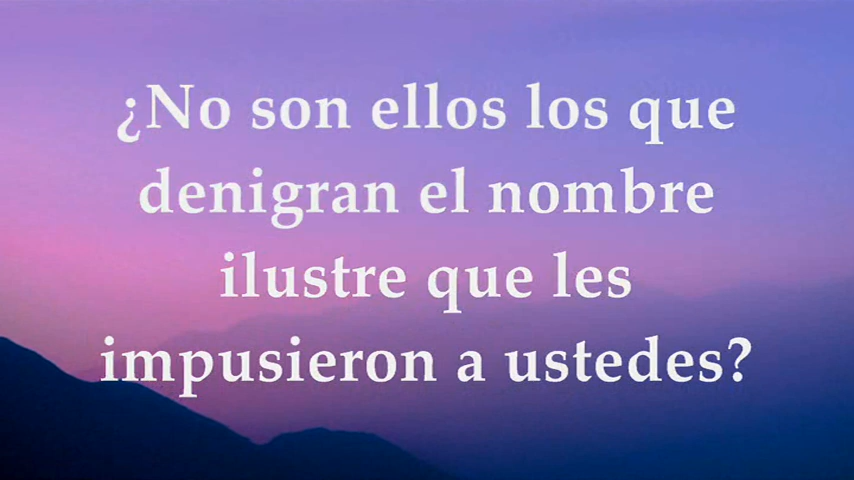 ¿No son ellos los que
denigran el nombre
ilustre que les
impusieron a ustedes?